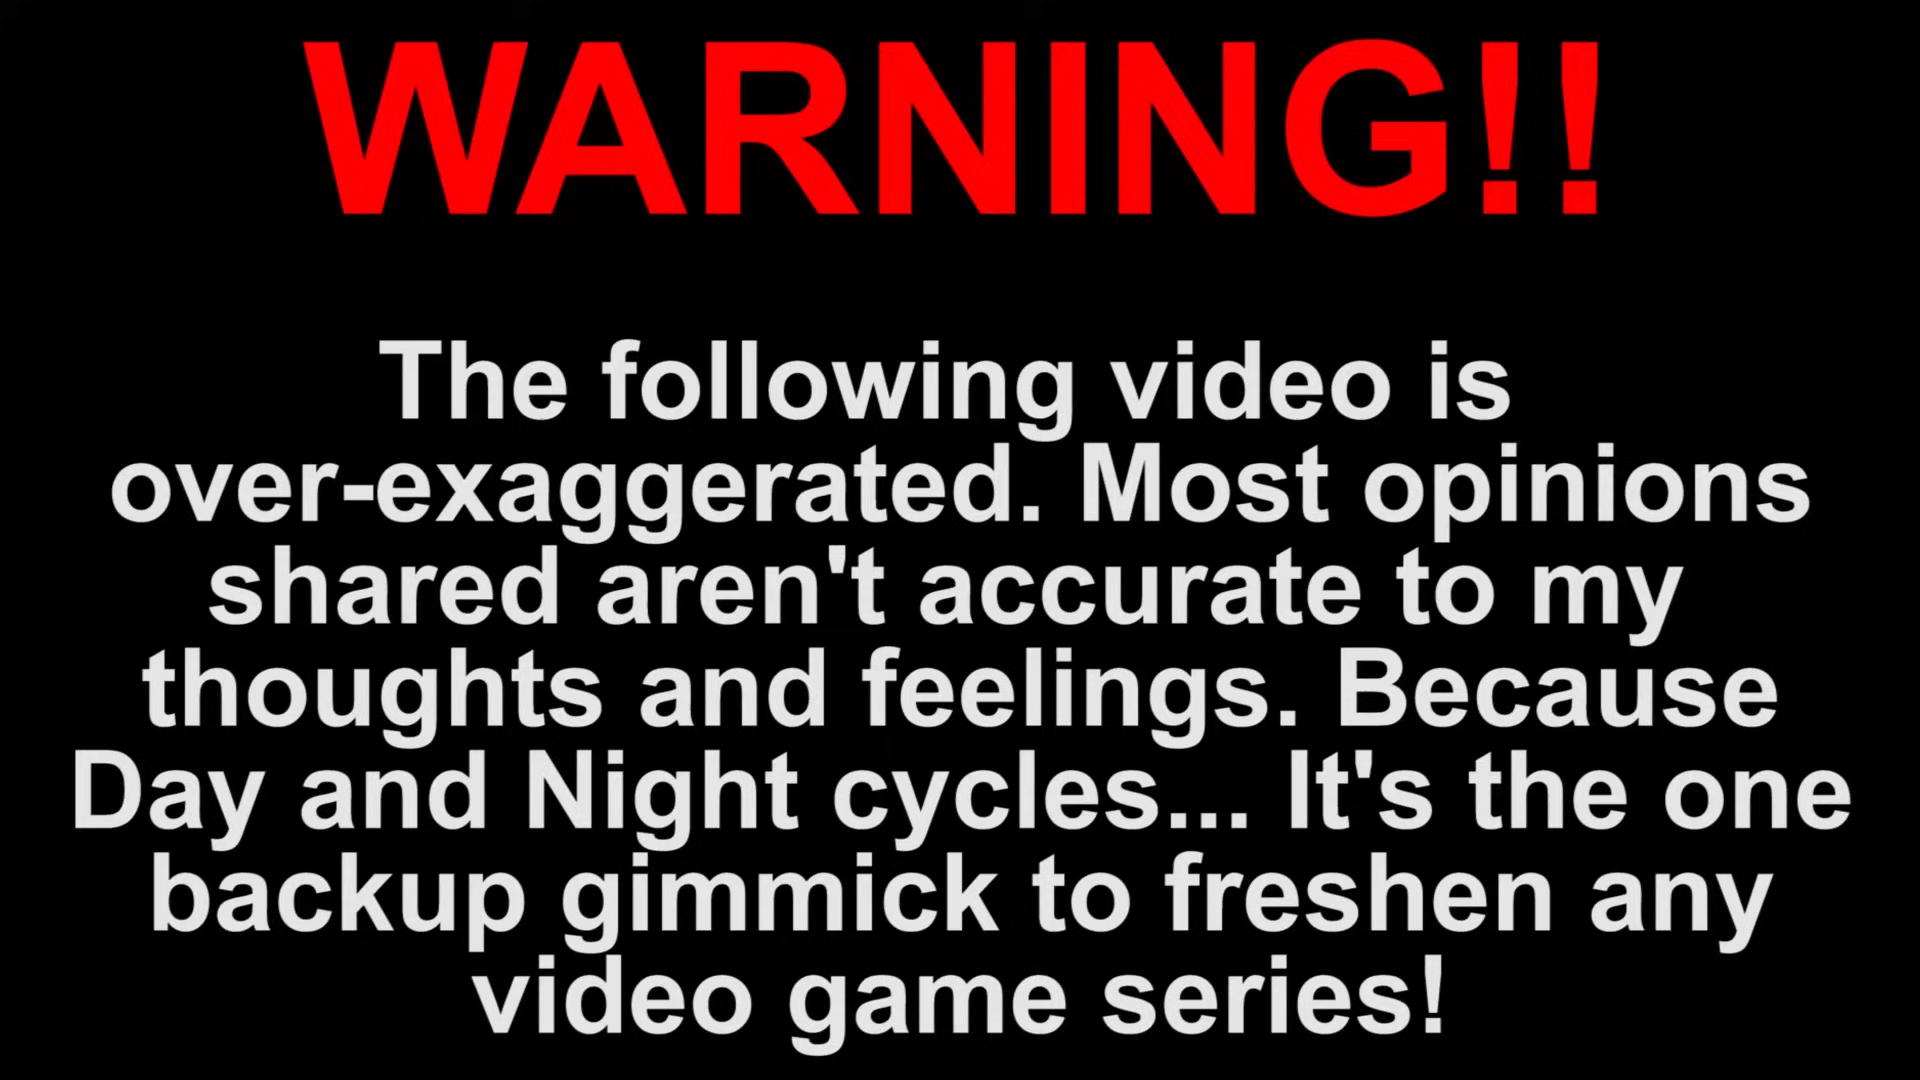 WARNING!!
The following video is
over-exaggerated. Most opinions
shared aren't accurate to my
thoughts and feelings. Because
Day and Night cycles... It's the one
backup gimmick to freshen any
video game series!